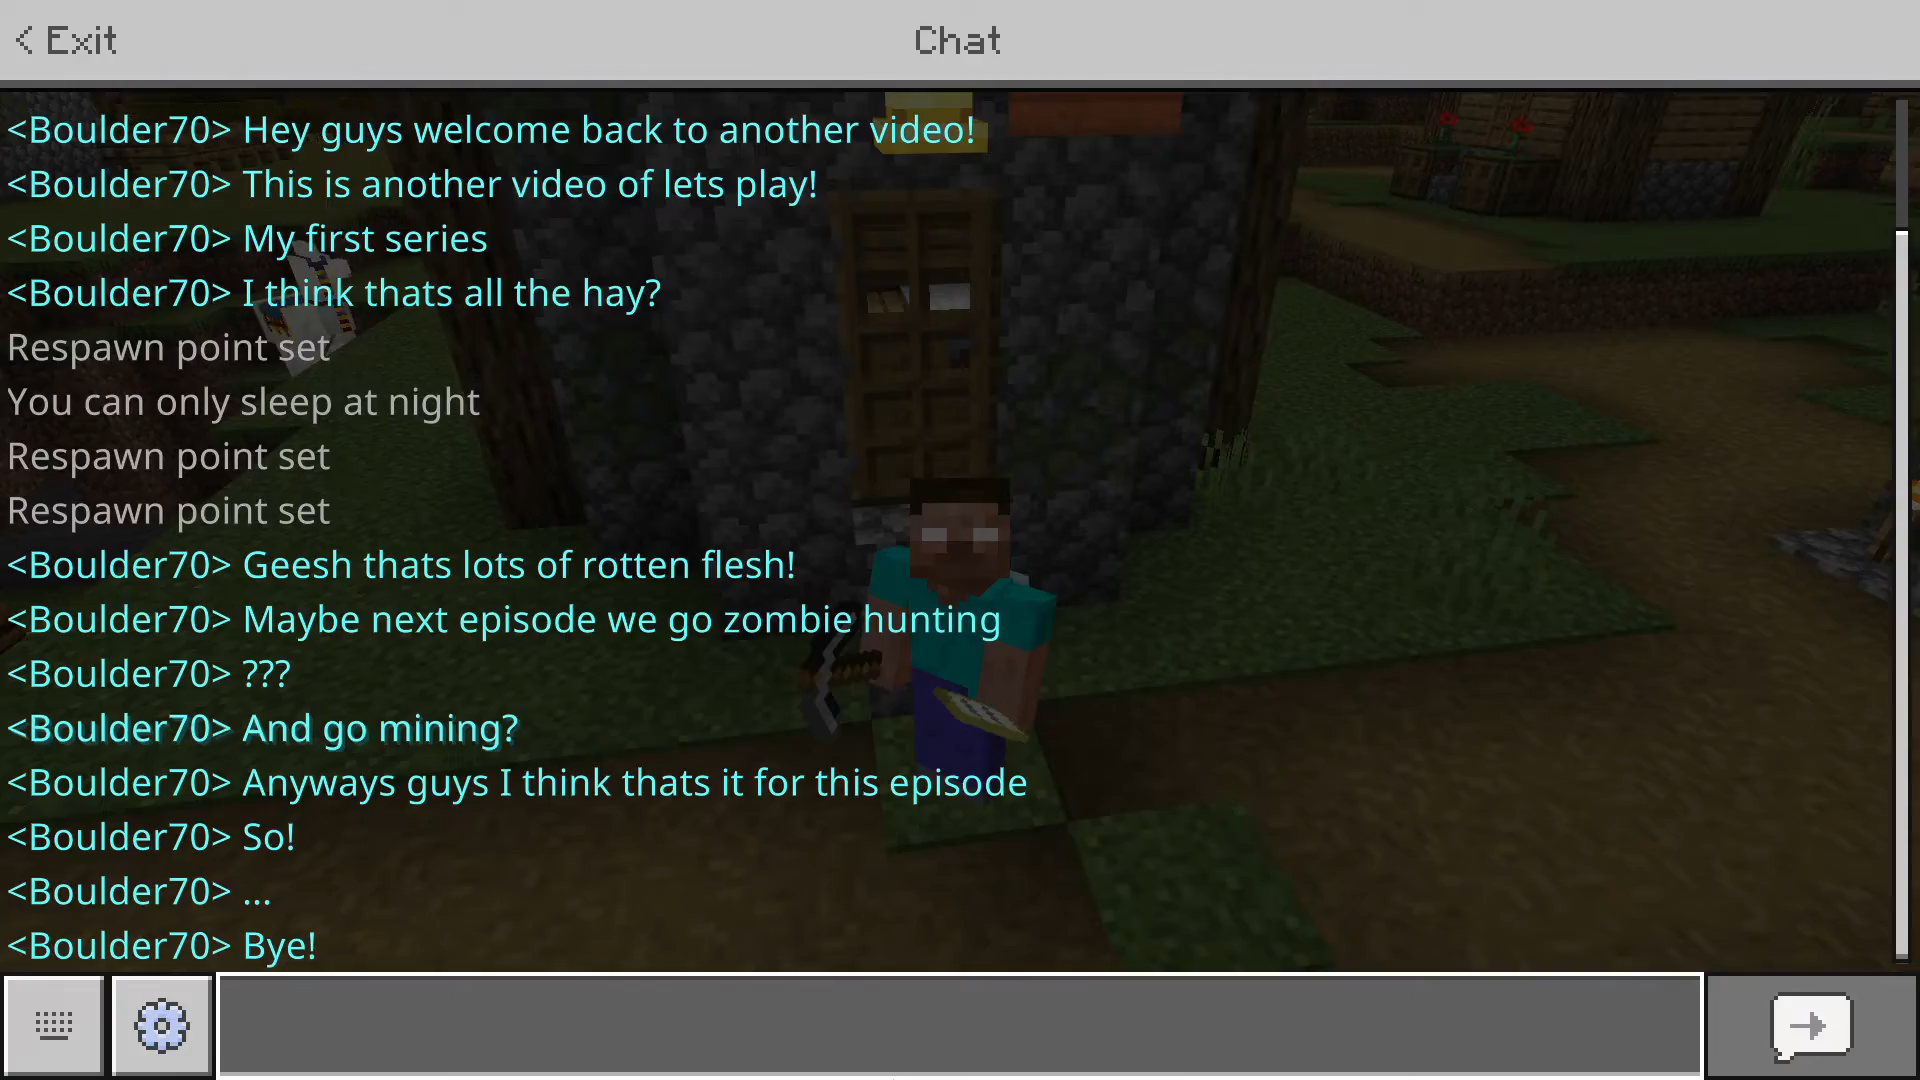 < Exit
Chat
<Boulder70> Hey guys welcome back to another video!
<Boulder70> This is another video of lets play!
<Boulder70> My first series
<Boulder70> I think thats all the hay?
Respawn point set
You can only sleep at night
Respawn point set
Respawn point set
<Boulder70> Geesh thats lots of rotten flesh!
<Boulder70> Maybe next episode we go zombie hunting
<Boulder70> ???
<Boulder70> And go mining?
<Boulder70> Anyways guys I think thats it for this episode
<Boulder70> So!
<Boulder70> ...
<Boulder70> Bye!